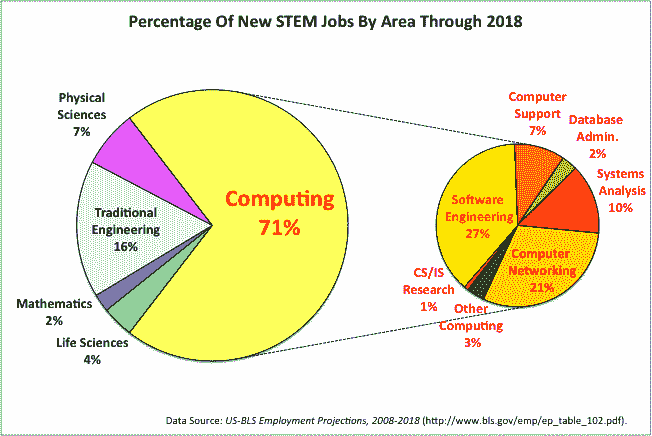 Percentage Of New STEM Jobs By Area Through 2018
Physical
Sciences
7%
Traditional
Engineering
16%
Mathematics
2%
Life Sciences
4%
Computing
71%
Computer
Support
7%
Database
Admin.
2%
Systems
Analysis
10%
Software
Engineering
27%
Computer
Networking
21%
CS/IS
Research
1%
Other
Computing
3%
Data Source: US-BLS Employment Projections, 2008-2018 (http://www.bls.gov/emp/ep_table_102.pdf).